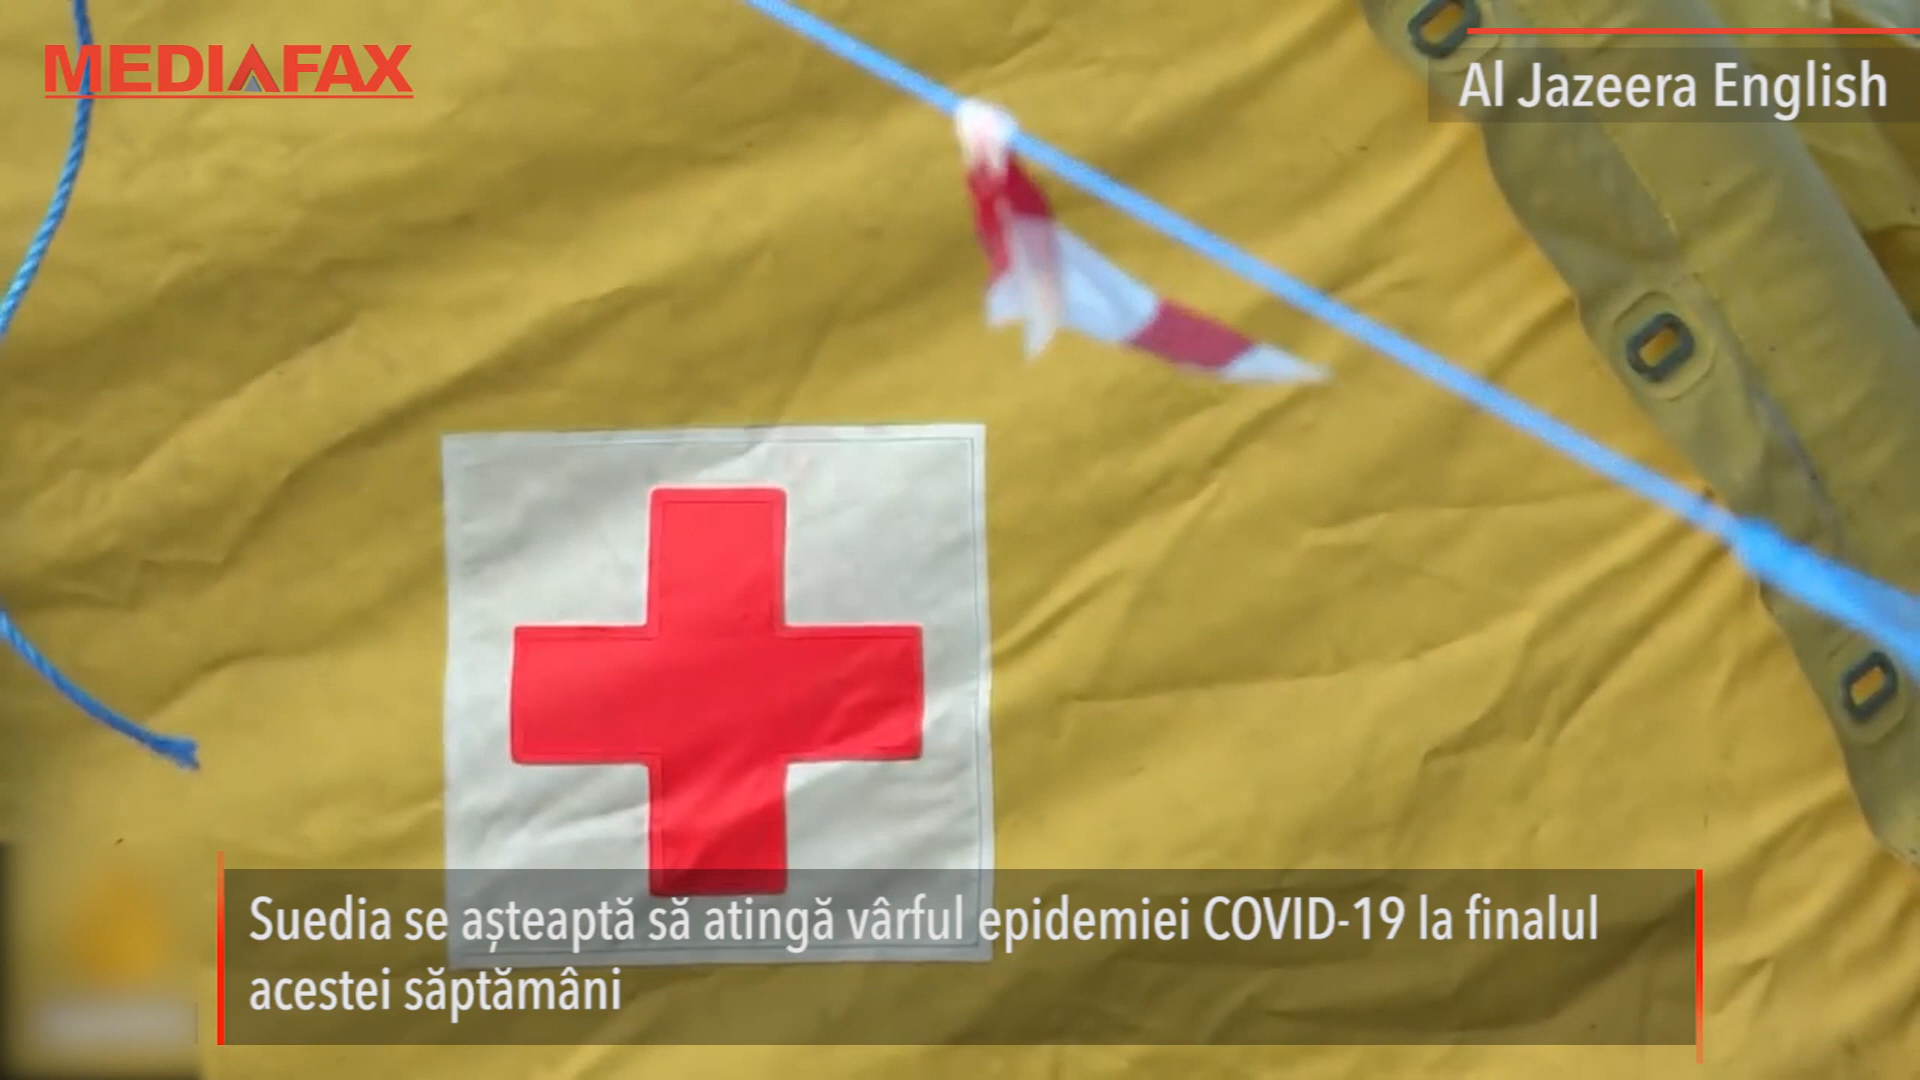 MEDIAFAX
Al Jazeera English
Suedia se așteaptă să atingă vârful epidemiei COVID-19 la finalul
acestei săptămâni